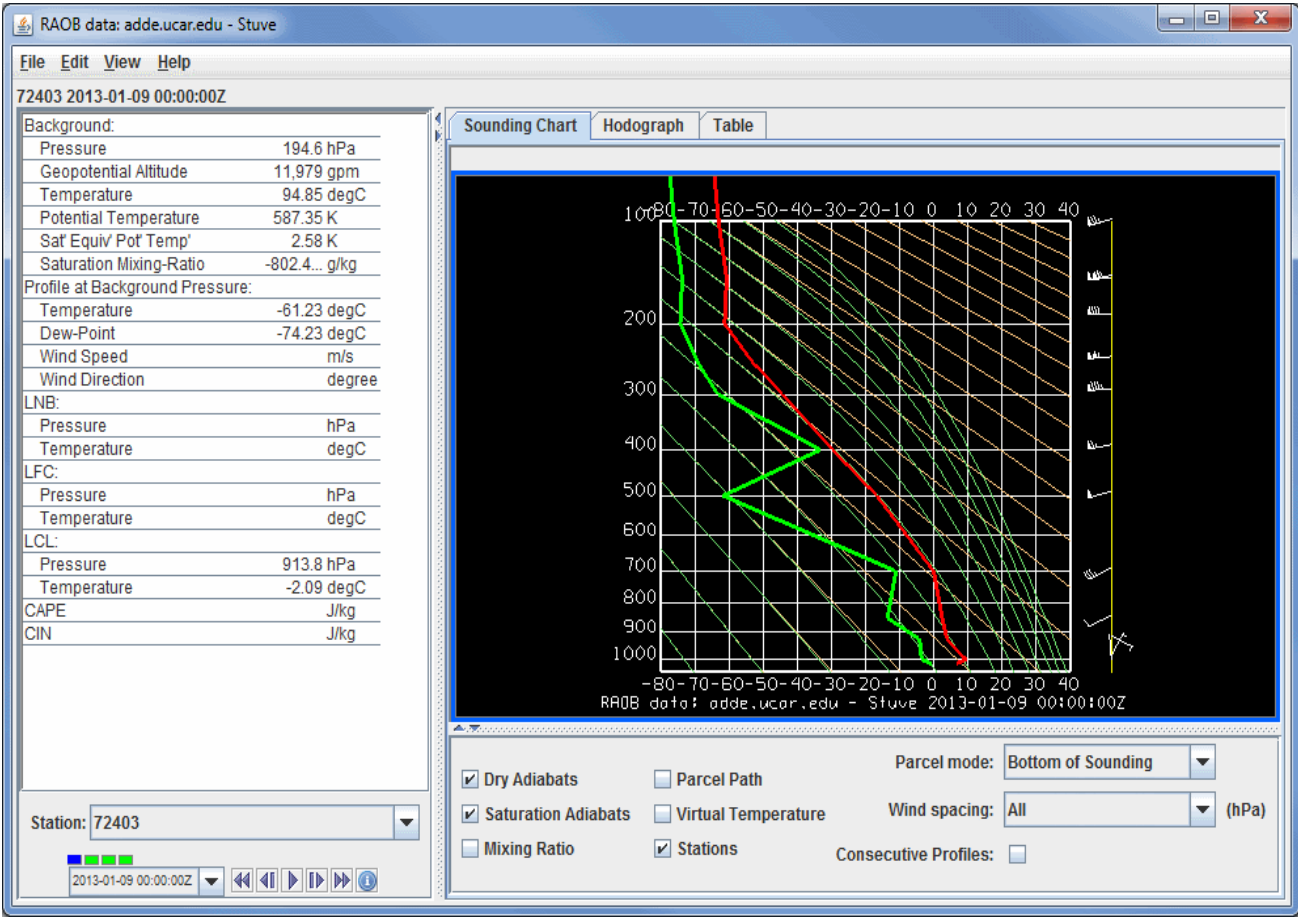 RAOB data: adde.ucar.edu - Stuve
File Edit View Help
72403 2013-01-09 00:00:00Z
Background:
Pressure 194.6 hPa
Geopotential Altitude 11,979 gpm
Temperature 94.85 degC
Potential Temperature 587.35 K
Sat' Equiv' Pot' Temp' 2.58 K
Saturation Mixing-Ratio -802.4... g/kg
Profile at Background Pressure:
Temperature -61.23 degC
Dew-Point -74.23 degC
Wind Speed m/s
Wind Direction degree
LNB:
Pressure hPa
Temperature degC
LFC:
Pressure hPa
Temperature degC
LCL:
Pressure 913.8 hPa
Temperature -2.09 degC
CAPE J/kg
CIN J/kg
Station: 72403
2013-01-09 00:00:00Z
Sounding Chart Hodograph Table
-80 -70 -60 -50 -40 -30 -20 -10 0 10 20 30 40
100
200
300
400
500
600
700
800
900
1000
-80 -70 -60 -50 -40 -30 -20 -10 0 10 20 30 40
RAOB data: adde.ucar.edu - Stuve 2013-01-09 00:00:00Z
Dry Adiabats Parcel Path Parcel mode: Bottom of Sounding
Saturation Adiabats Virtual Temperature Wind spacing: All (hPa)
Mixing Ratio Stations Consecutive Profiles: